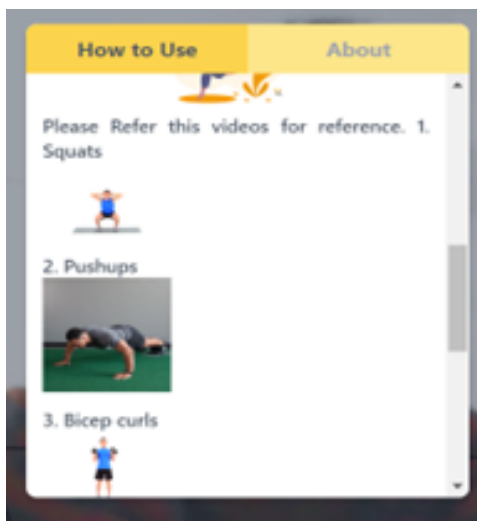 How to Use
About
Please Refer this videos for reference. 1.
Squats
2. Pushups
3. Bicep curls